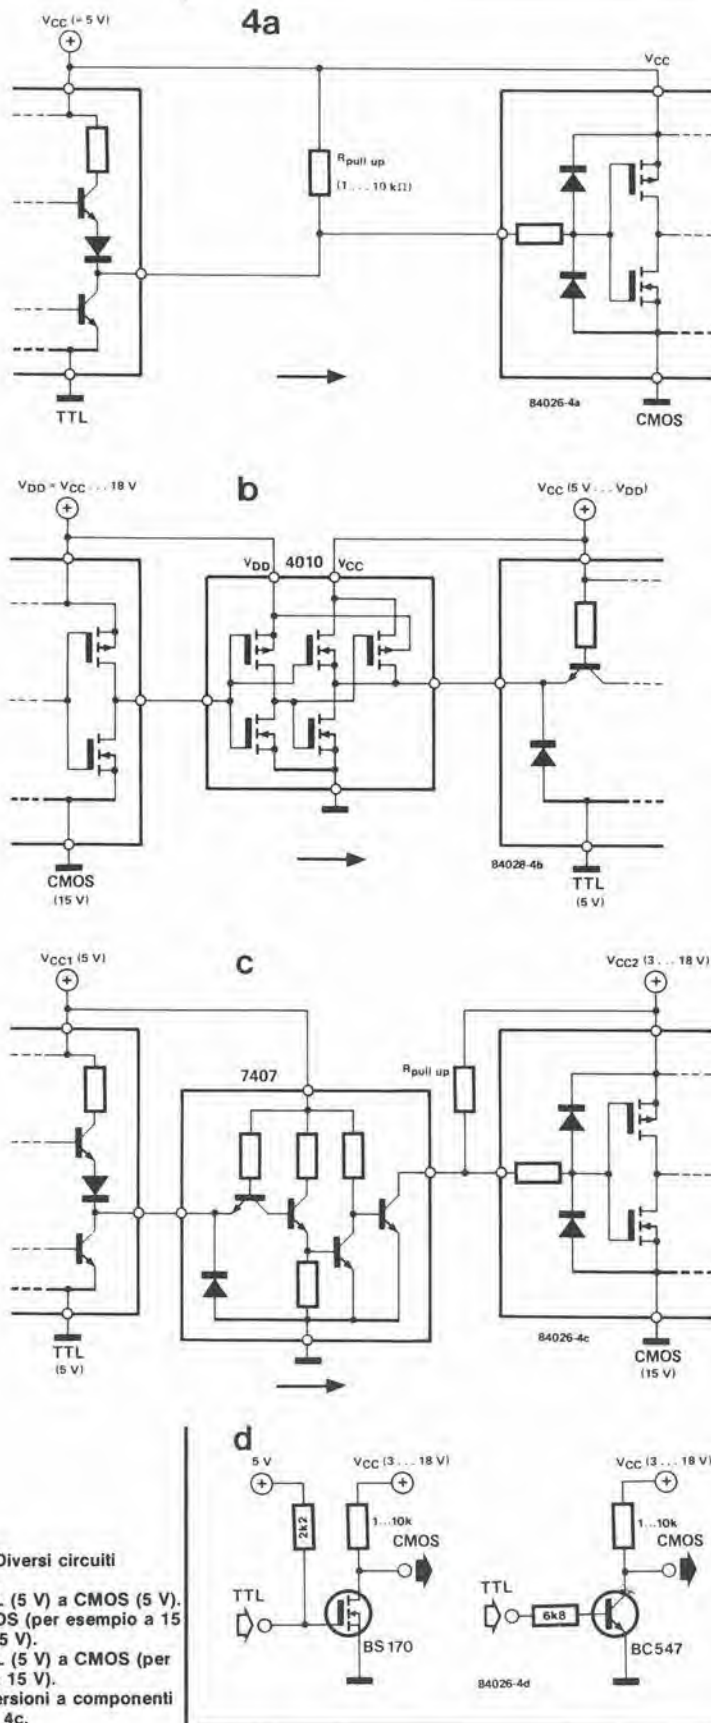 4a
VCC (= 5 V)
VCC
Rpull up
(1 ... 10 kΩ)
84026-4a
TTL
CMOS
b
VDD = VCC ... 18 V
VCC (5 V ... VDD)
VDD 4010 VCC
84028-4b
CMOS
(15 V)
TTL
(5 V)
c
VCC1 (5 V)
VCC2 (3 ... 18 V)
Rpull up
7407
84026-4c
TTL
(5 V)
CMOS
(15 V)
d
5 V
VCC (3 ... 18 V)
2k2
1...10k
CMOS
TTL
BS170
VCC (3 ... 18 V)
1...10k
CMOS
TTL
6k8
BC547
84026-4d
Diversi circuiti
L (5 V) a CMOS (5 V).
OS (per esempio a 15
5 V).
L (5 V) a CMOS (per
15 V).
ersioni a componenti
4c.